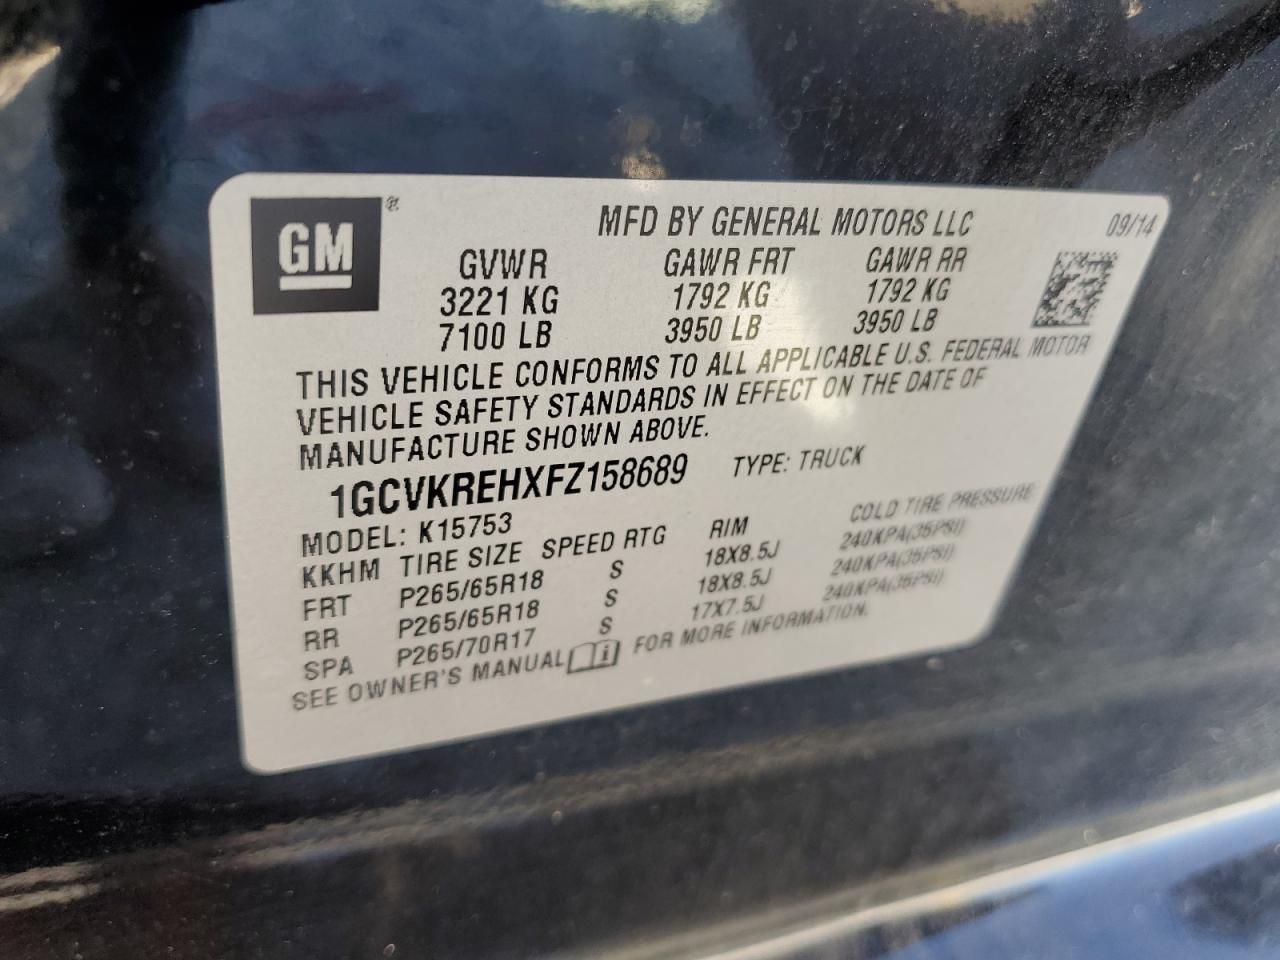 GM ®
MFD BY GENERAL MOTORS LLC 09/14
GVWR GAWR FRT GAWR RR
3221 KG 1792 KG 1792 KG
7100 LB 3950 LB 3950 LB
THIS VEHICLE CONFORMS TO ALL APPLICABLE U.S. FEDERAL MOTOR
VEHICLE SAFETY STANDARDS IN EFFECT ON THE DATE OF
MANUFACTURE SHOWN ABOVE.
1GCVKREHXFZ158689 TYPE: TRUCK
MODEL: K15753
KKHM TIRE SIZE SPEED RTG RIM COLD TIRE PRESSURE
FRT P265/65R18 S 18X8.5J 240KPA(35PSI)
RR P265/65R18 S 18X8.5J 240KPA(35PSI)
SPA P265/70R17 S 17X7.5J 240KPA(35PSI)
SEE OWNER'S MANUAL i FOR MORE INFORMATION.